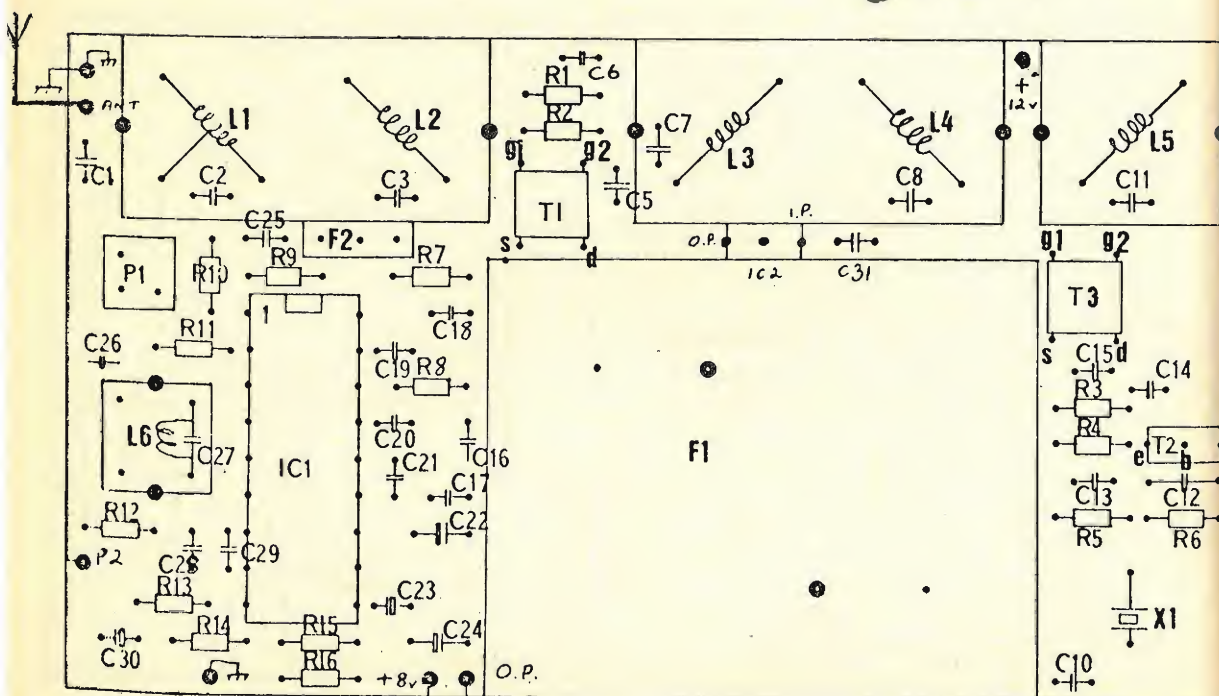 C6
R1
R2
+
12v
ANT
L1
L2
C7
L3
L4
L5
g1
g2
C1
C2
C3
T1
C5
C8
C11
C25
F2
I.P.
O.P.
s
d
IC2
C31
g1
g2
P1
R10
R9
R7
T3
1
C18
R11
C26
C19
R8
s
d
C15
C14
R3
R4
L6
C27
IC1
C20
C21
C16
F1
e
T2
b
C17
C13
C12
R12
C22
R5
R6
P2
C28
C29
R13
C23
X1
R14
R15
C24
C30
R16
+8v
O.P.
C10